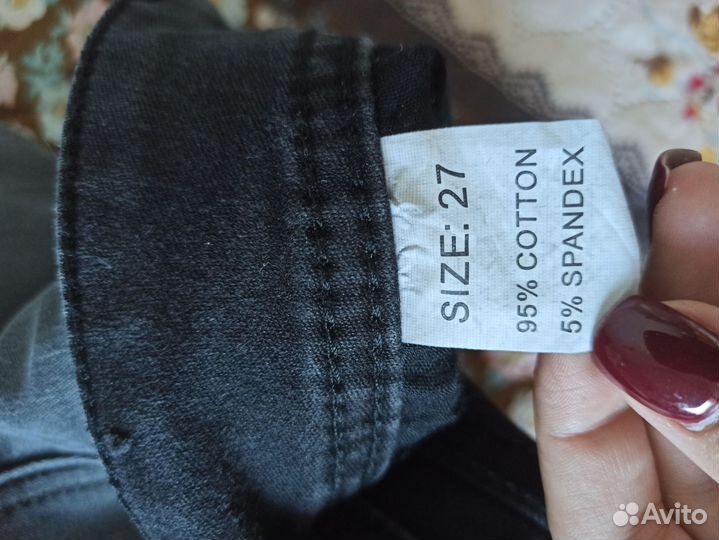 SIZE: 27
95% COTTON
5% SPANDEX
Avito